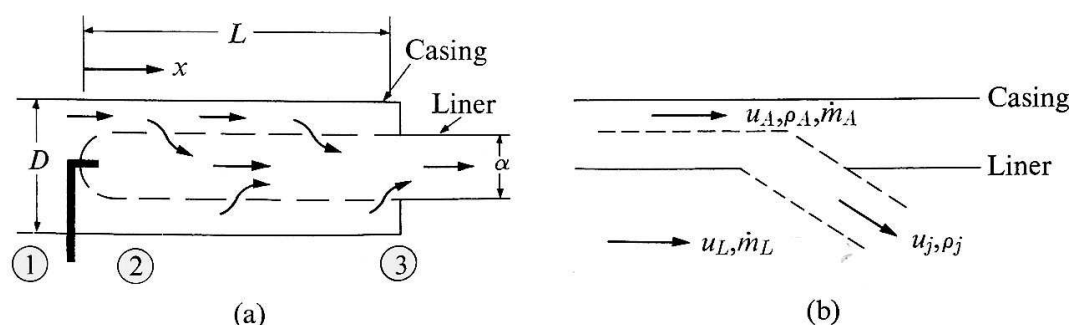 L
x
Casing
Liner
D
α
1
2
3
(a)
Casing
u_A, ρ_A, ṁ_A
Liner
u_L, ṁ_L
u_j, ρ_j
(b)